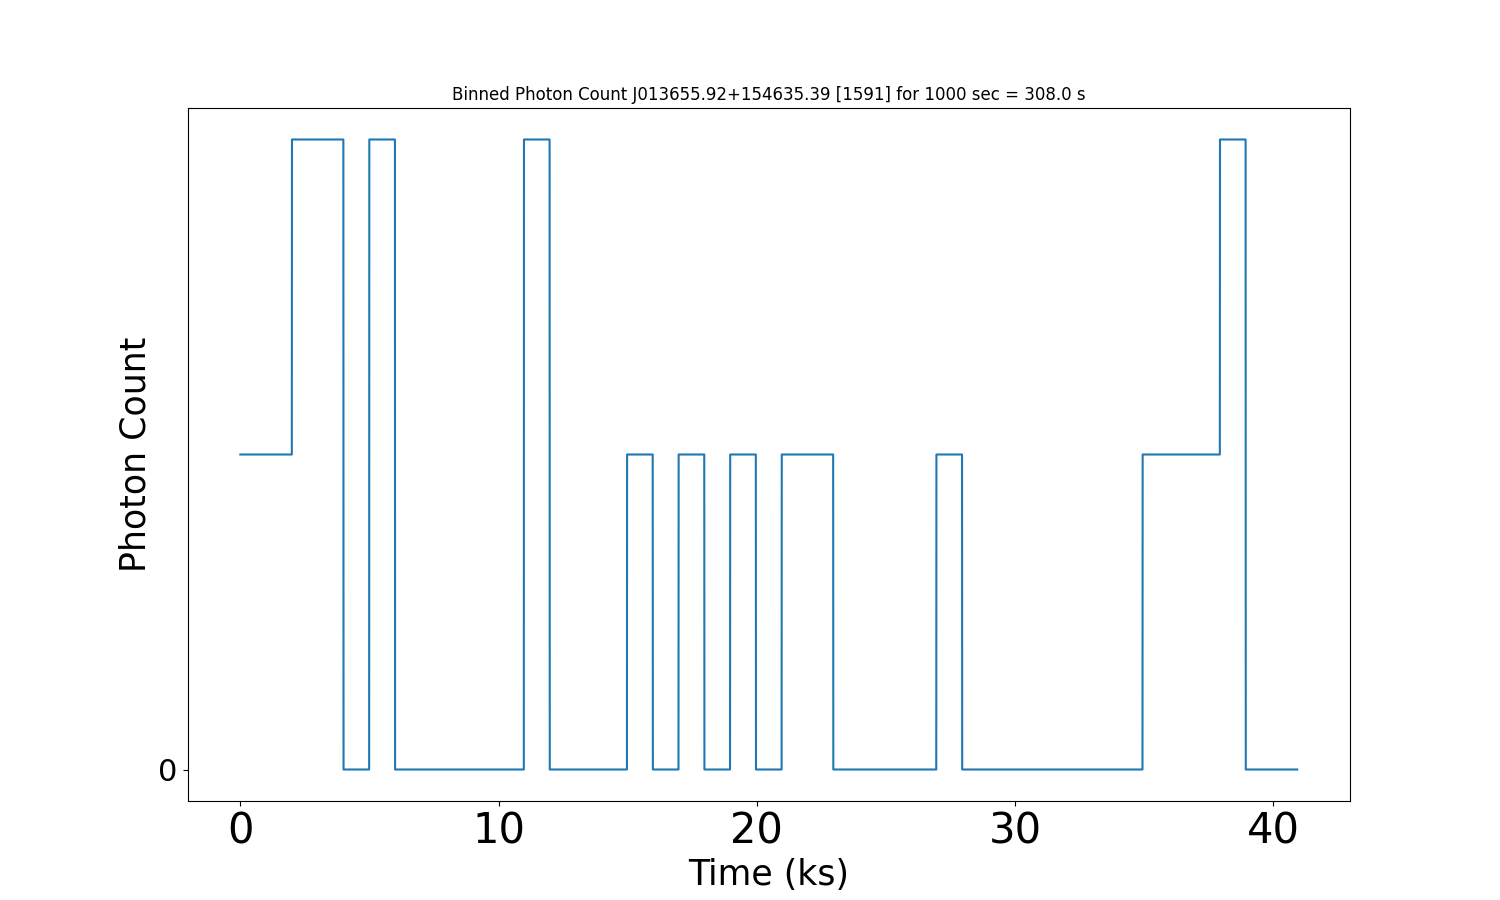 Binned Photon Count J013655.92+154635.39 [1591] for 1000 sec = 308.0 s
Photon Count
0
0 10 20 30 40
Time (ks)